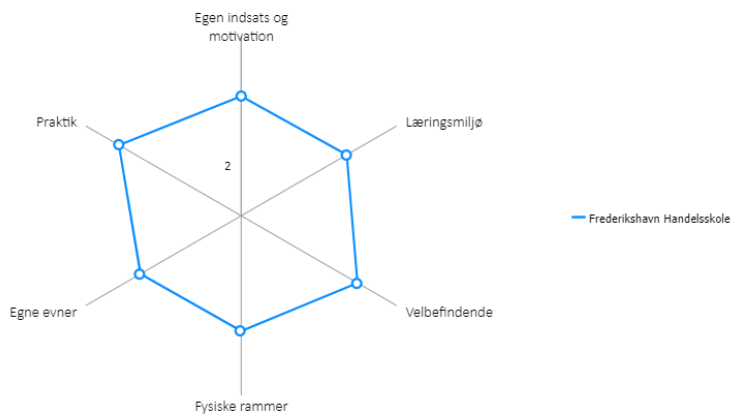 Egen indsats og
motivation
Praktik
Læringsmiljø
2
Frederikshavn Handelsskole
Egne evner
Velbefindende
Fysiske rammer